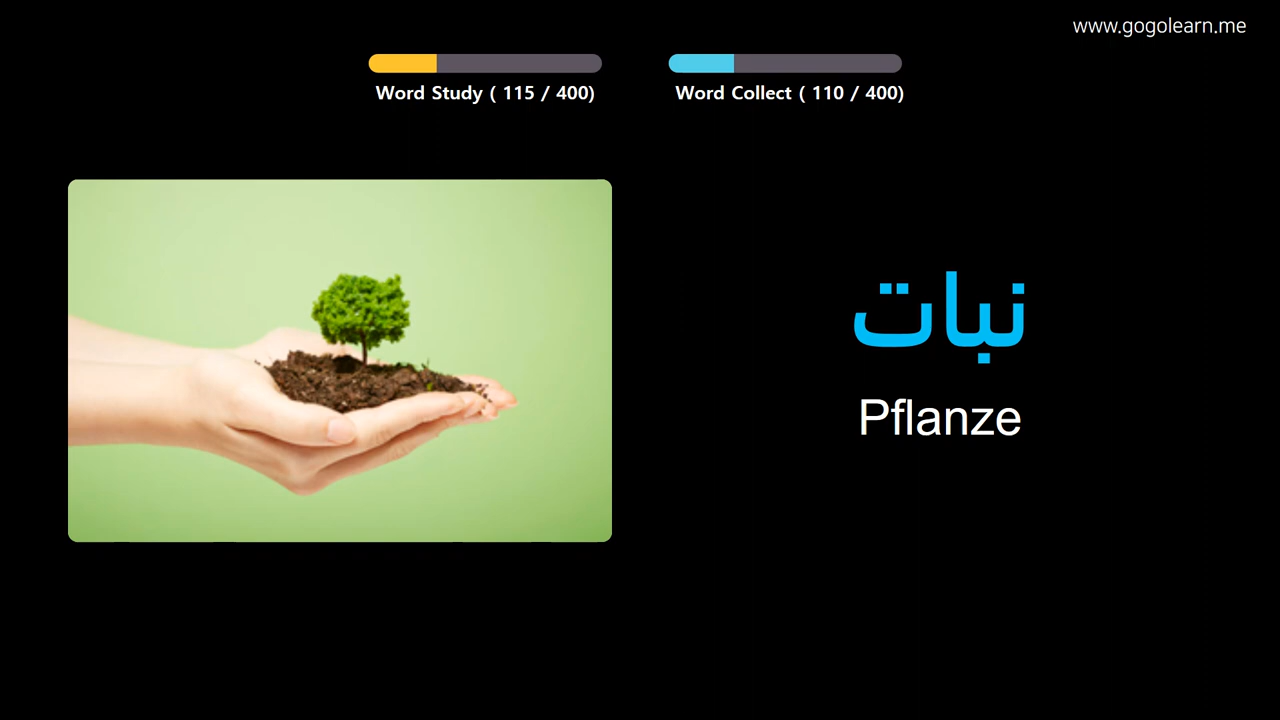 www.gogolearn.me
Word Study ( 115 / 400)
Word Collect ( 110 / 400)
نبات
Pflanze